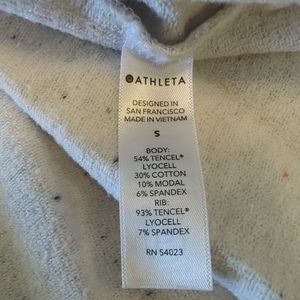 ATHLETA
DESIGNED IN
SAN FRANCISCO
MADE IN VIETNAM
S
BODY:
54% TENCEL®
LYOCELL
30% COTTON
10% MODAL
6% SPANDEX
RIB:
93% TENCEL®
LYOCELL
7% SPANDEX
RN 54023